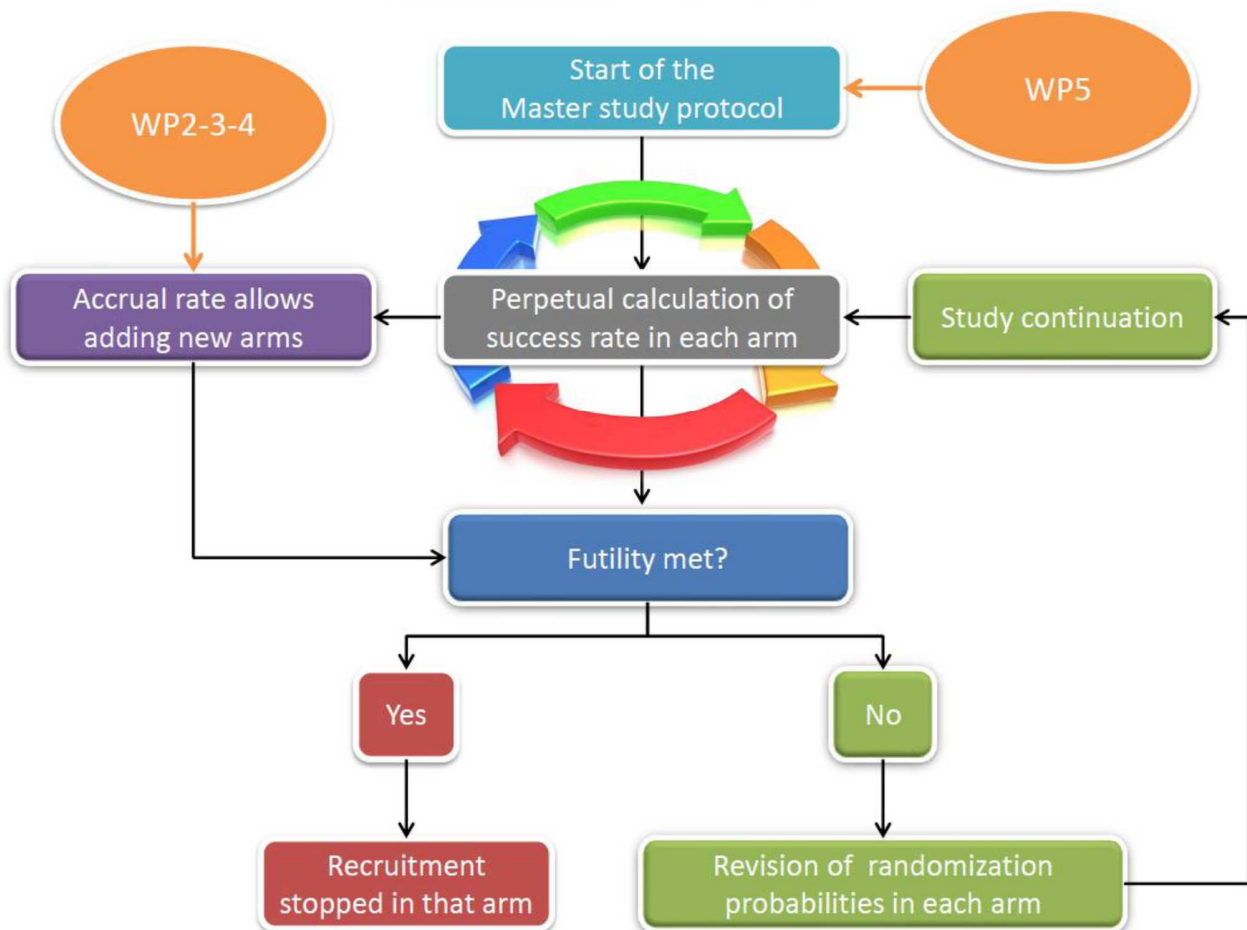 Start of the
Master study protocol
WP5
WP2-3-4
Accrual rate allows
adding new arms
Perpetual calculation of
success rate in each arm
Study continuation
Futility met?
Yes
No
Recruitment
stopped in that arm
Revision of randomization
probabilities in each arm